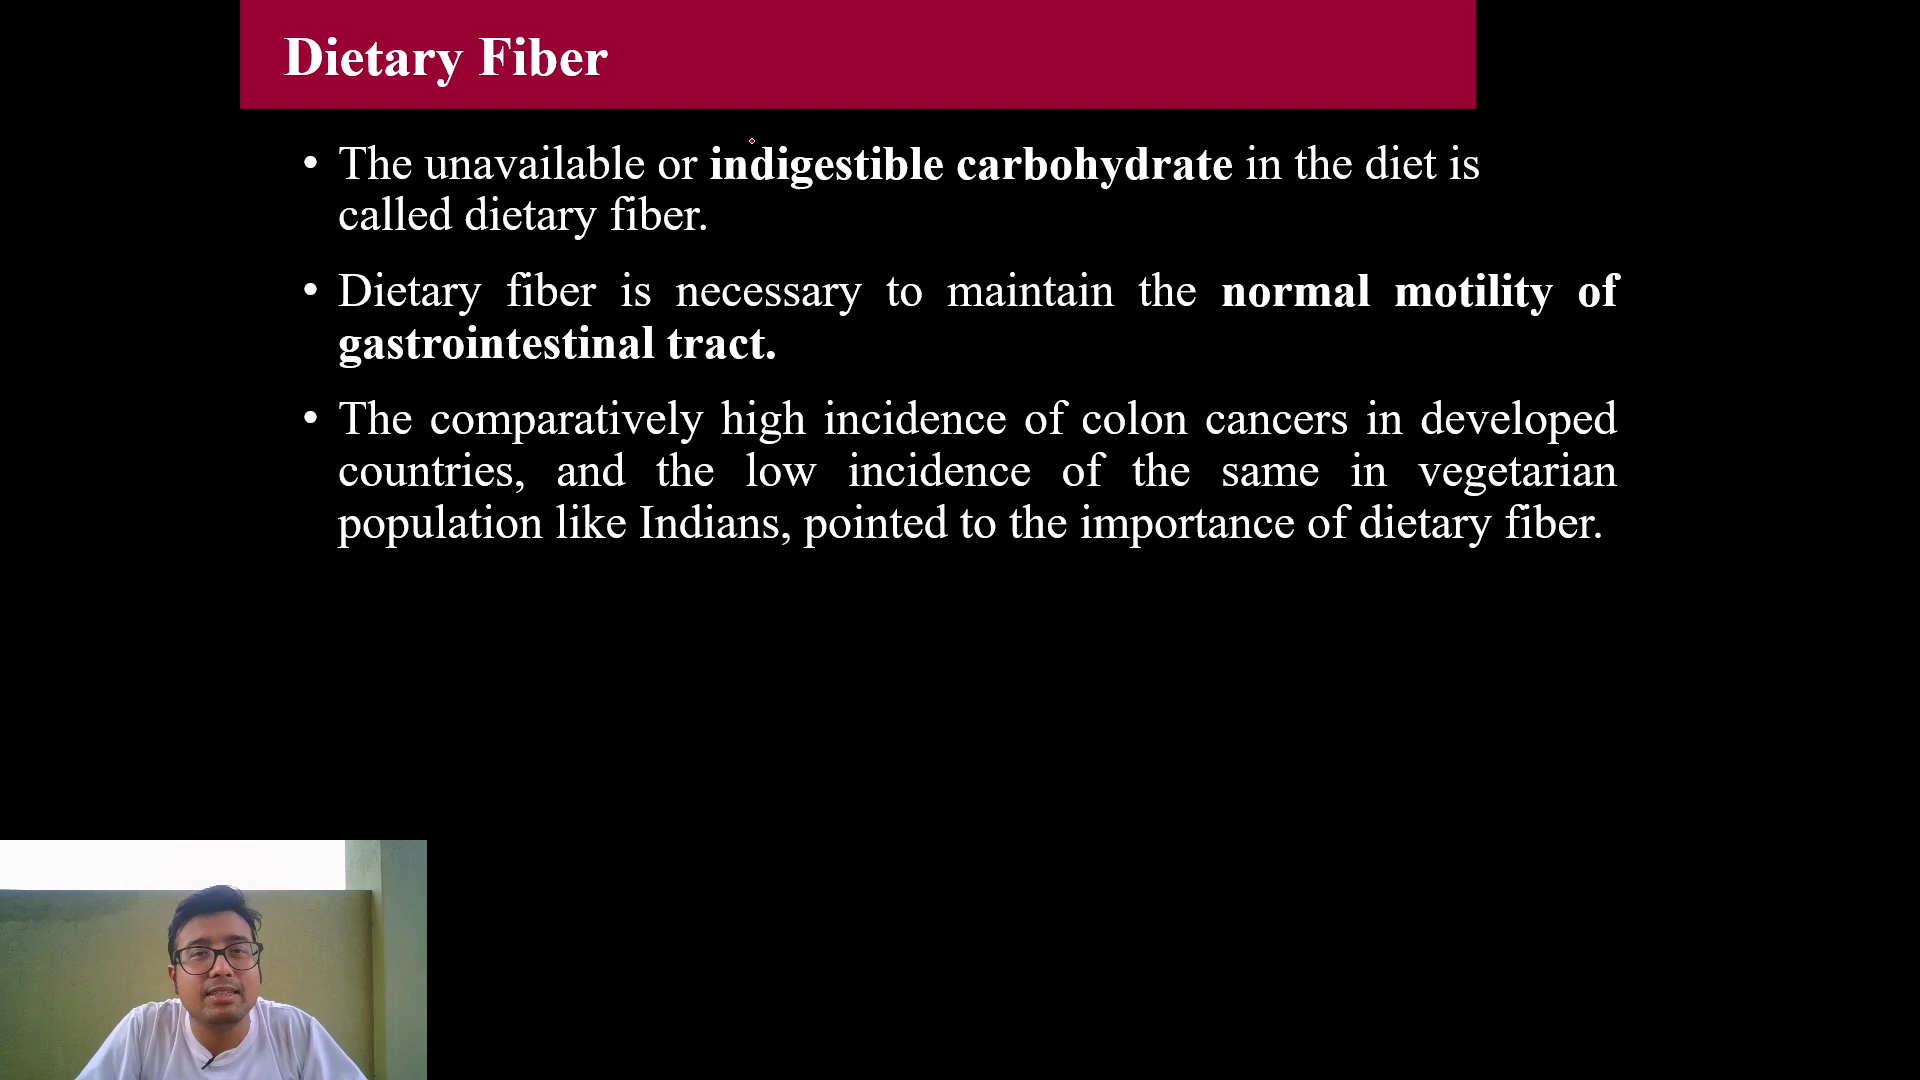 Dietary Fiber
• The unavailable or indigestible carbohydrate in the diet is
called dietary fiber.
• Dietary fiber is necessary to maintain the normal motility of
gastrointestinal tract.
• The comparatively high incidence of colon cancers in developed
countries, and the low incidence of the same in vegetarian
population like Indians, pointed to the importance of dietary fiber.